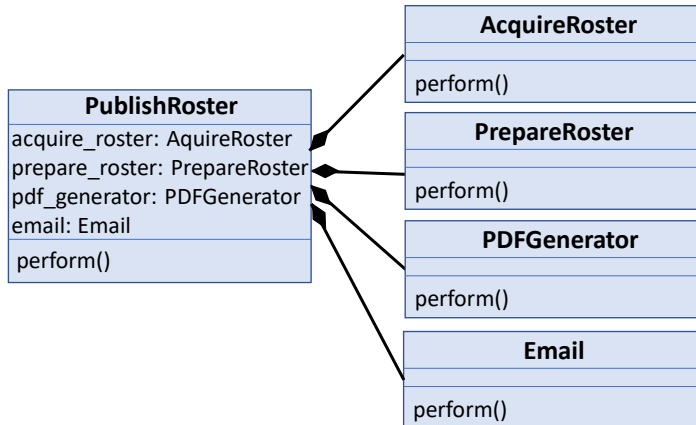 PublishRoster
acquire_roster: AquireRoster
prepare_roster: PrepareRoster
pdf_generator: PDFGenerator
email: Email
perform()
AcquireRoster
perform()
PrepareRoster
perform()
PDFGenerator
perform()
Email
perform()